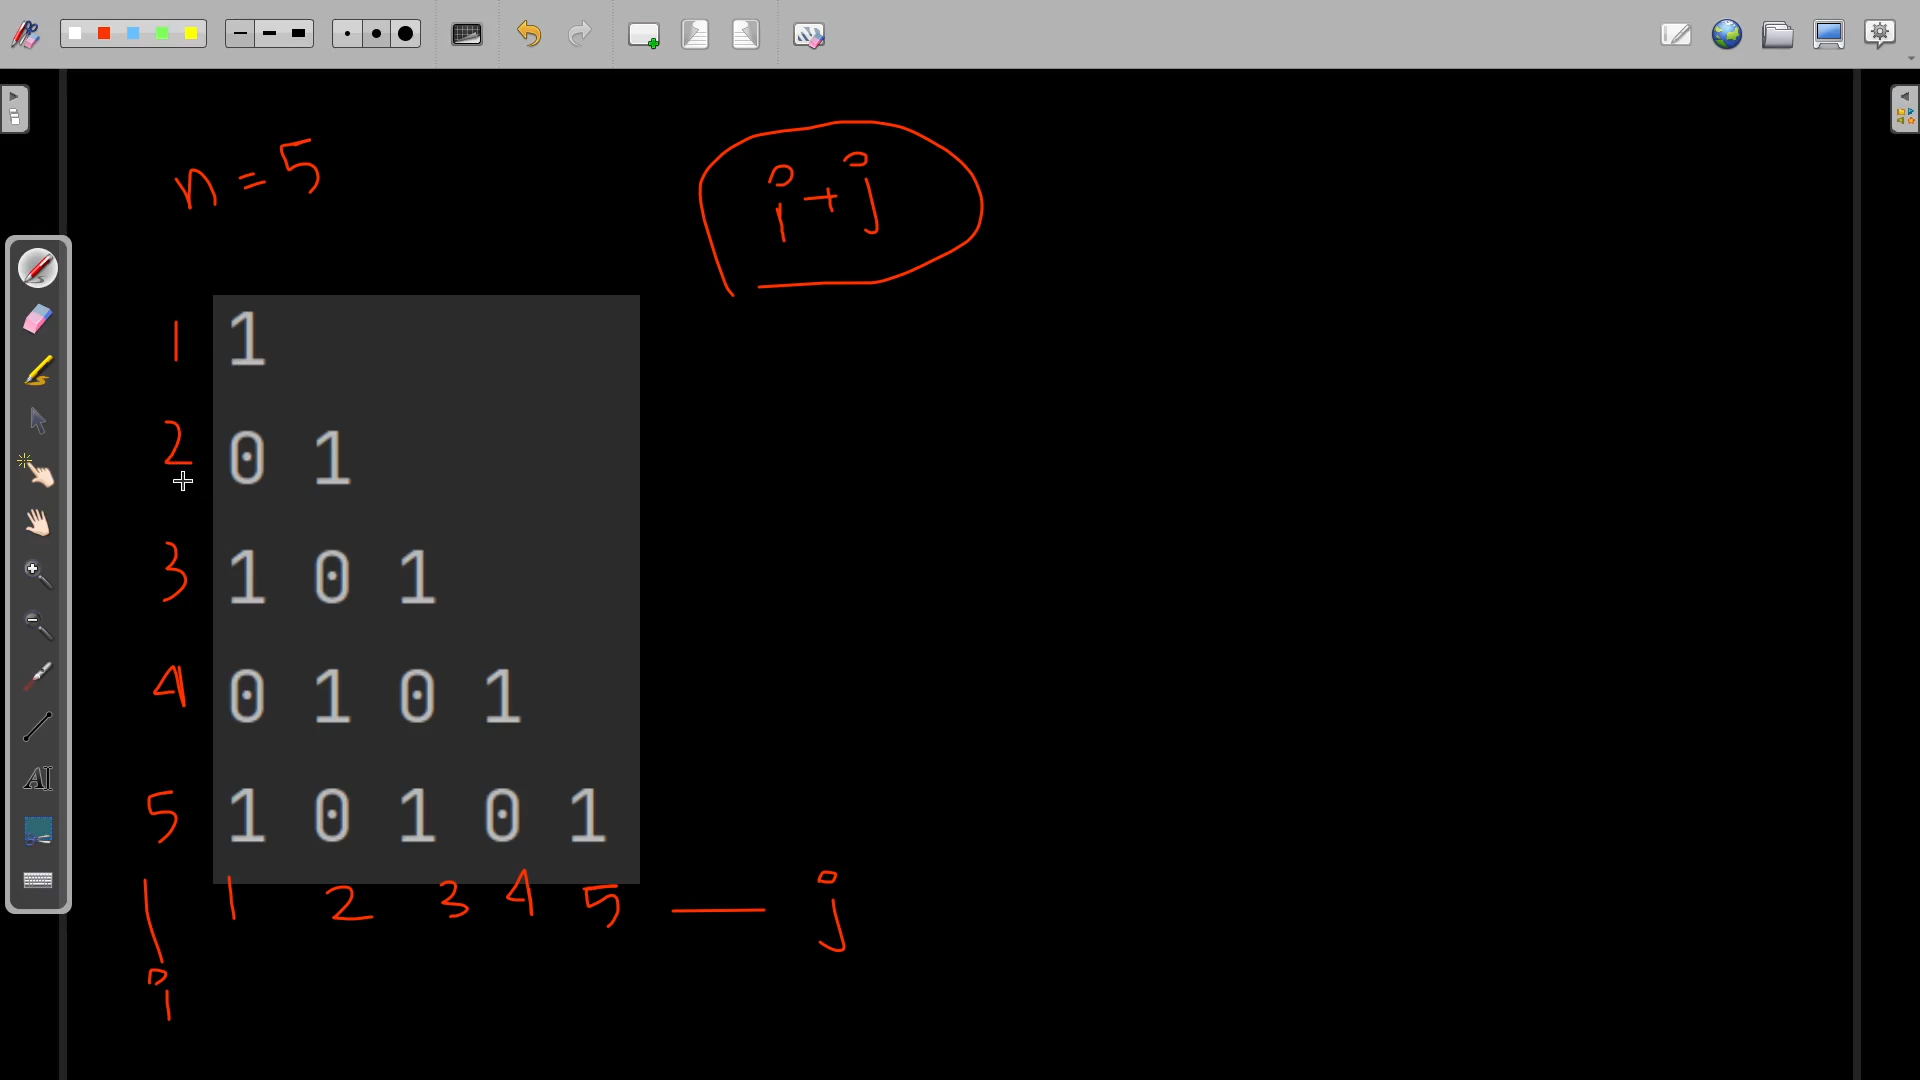 n = 5
i + j
1 1
2 0 1
3 1 0 1
4 0 1 0 1
5 1 0 1 0 1
1 2 3 4 5 — j
i
AI